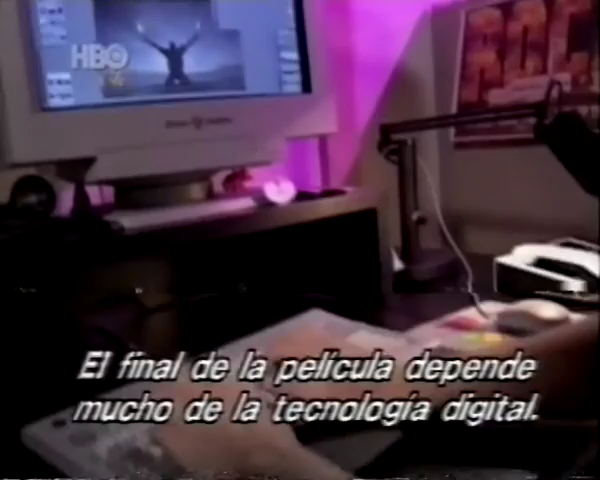 HBO
El final de la película depende
mucho de la tecnología digital.